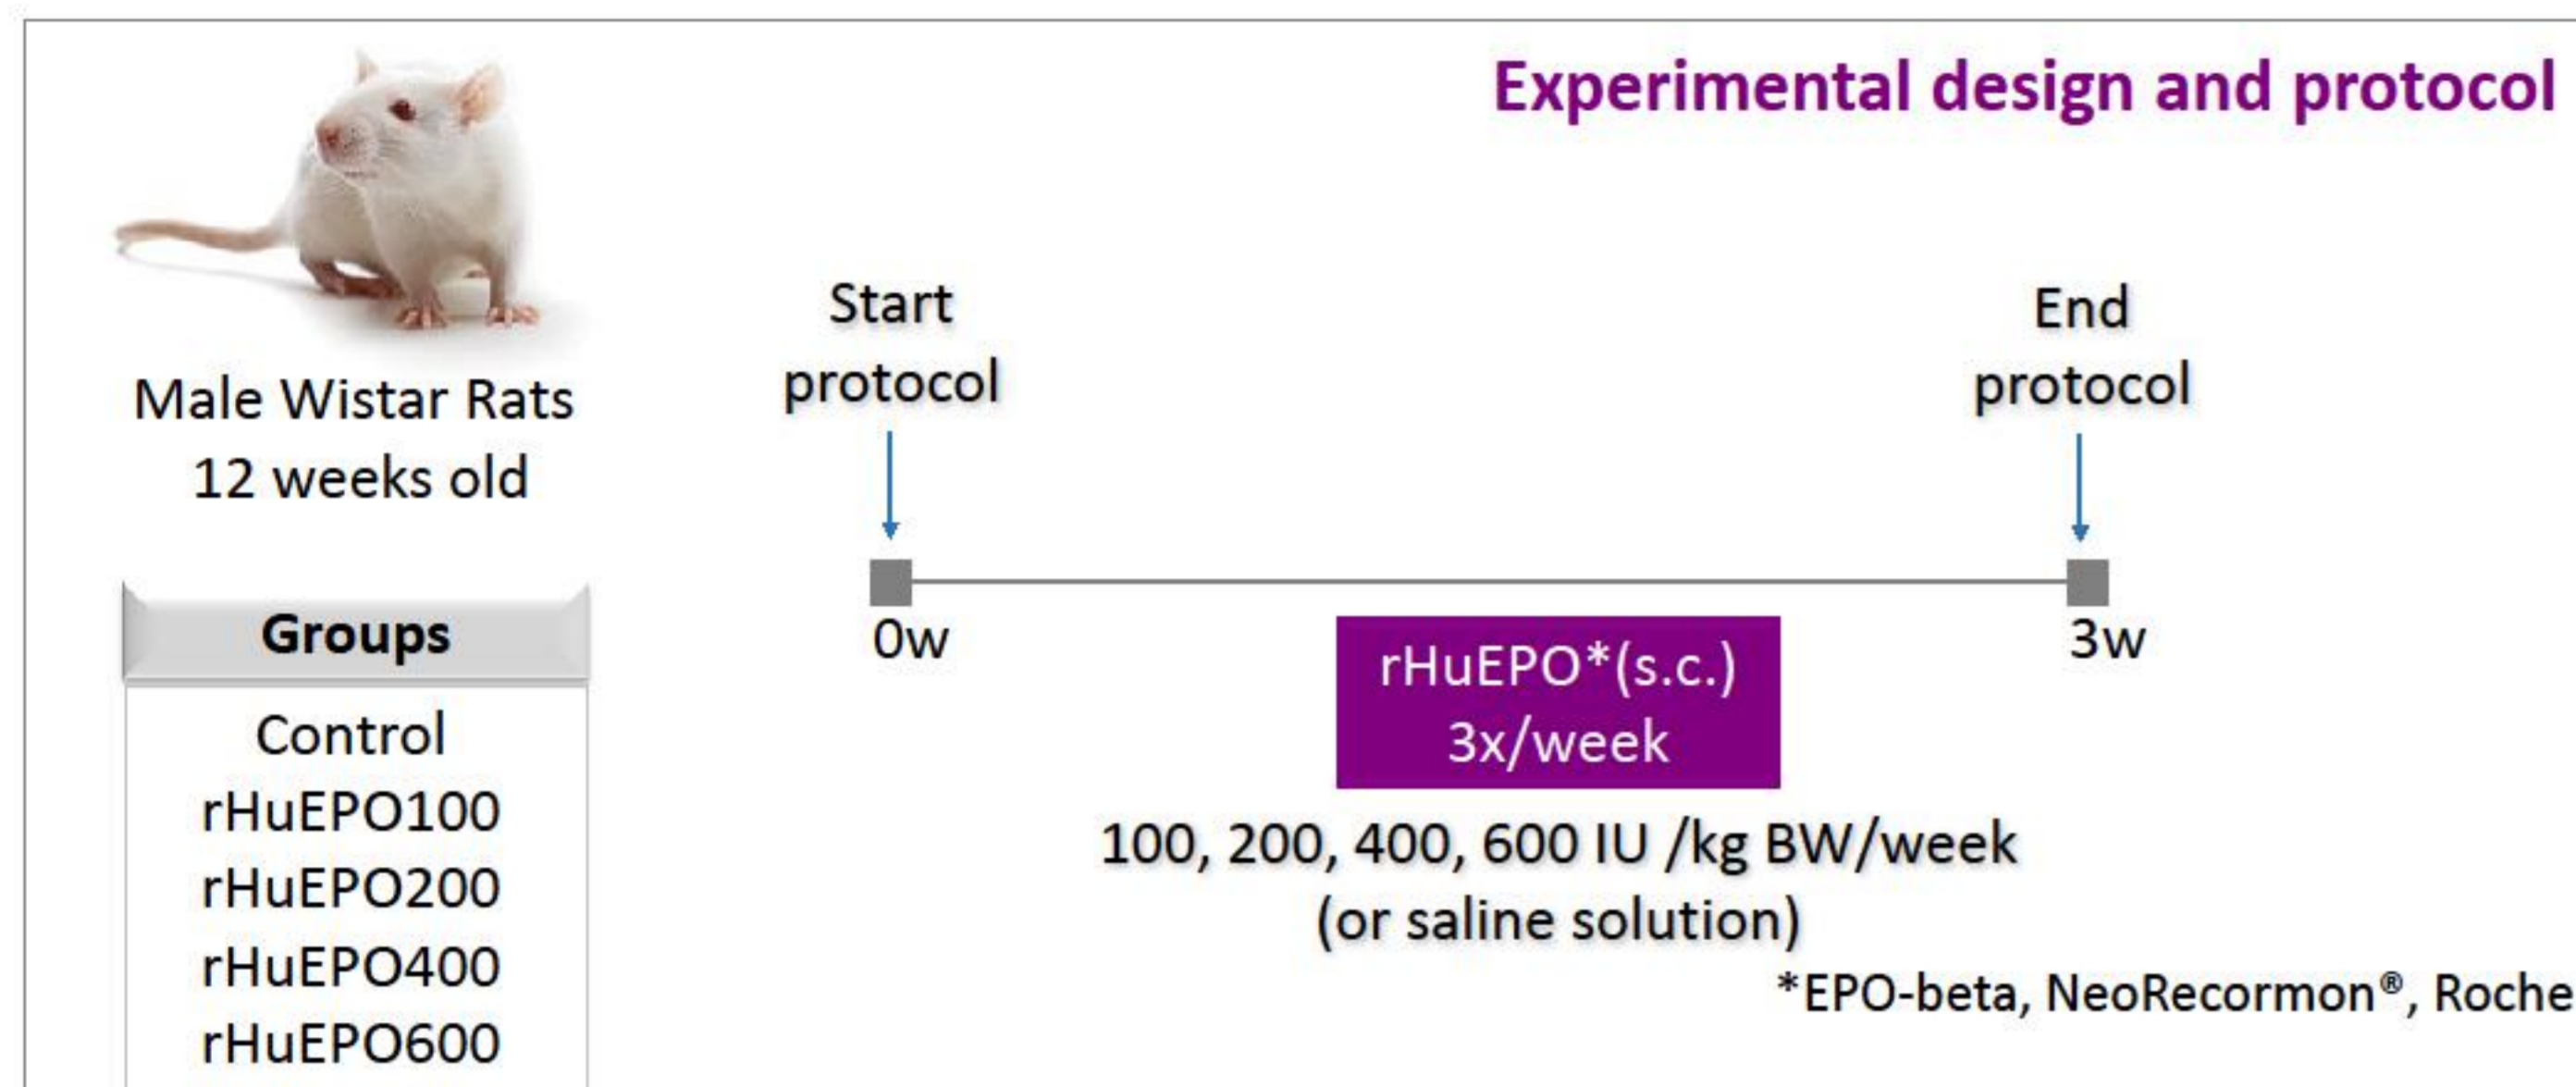 Experimental design and protocol
Male Wistar Rats
12 weeks old
Groups
Control
rHuEPO100
rHuEPO200
rHuEPO400
rHuEPO600
Start
protocol
End
protocol
0w
3w
rHuEPO*(s.c.)
3x/week
100, 200, 400, 600 IU /kg BW/week
(or saline solution)
*EPO-beta, NeoRecormon®, Roche